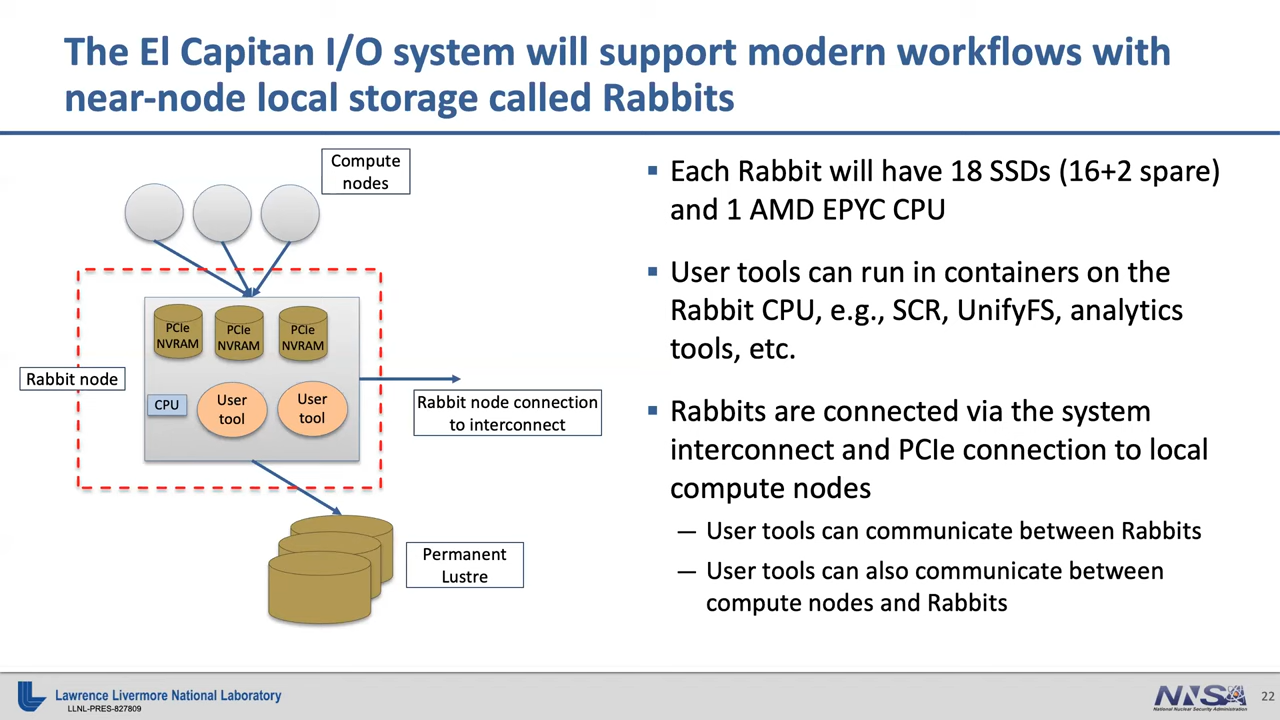 The El Capitan I/O system will support modern workflows with
near-node local storage called Rabbits
Compute
nodes
PCIe
NVRAM
PCIe
NVRAM
PCIe
NVRAM
Rabbit node
CPU
User
tool
User
tool
Rabbit node connection
to interconnect
Permanent
Lustre
▪ Each Rabbit will have 18 SSDs (16+2 spare)
and 1 AMD EPYC CPU
▪ User tools can run in containers on the
Rabbit CPU, e.g., SCR, UnifyFS, analytics
tools, etc.
▪ Rabbits are connected via the system
interconnect and PCIe connection to local
compute nodes
— User tools can communicate between Rabbits
— User tools can also communicate between
compute nodes and Rabbits
Lawrence Livermore National Laboratory
LLNL-PRES-827809
NNSA
National Nuclear Security Administration
22